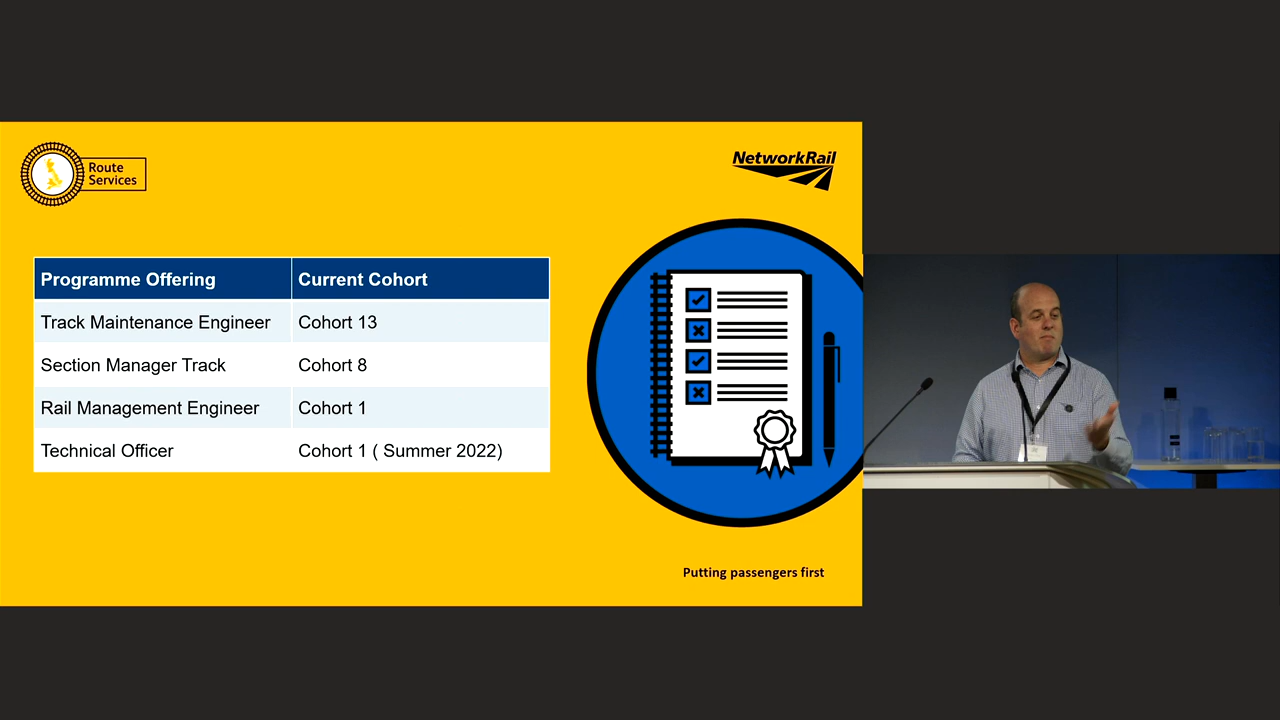 Route
Services
NetworkRail
Programme Offering Current Cohort
Track Maintenance Engineer Cohort 13
Section Manager Track Cohort 8
Rail Management Engineer Cohort 1
Technical Officer Cohort 1 ( Summer 2022)
Putting passengers first